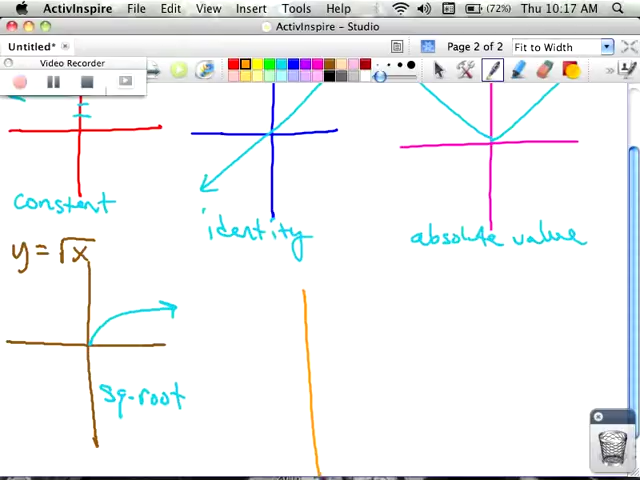 ActivInspire File Edit View Insert Tools Help (72%) Thu 10:17 AM
ActivInspire - Studio
Untitled* Page 2 of 2 Fit to Width
Video Recorder
constant
identity
absolute value
y = √x
sq.root